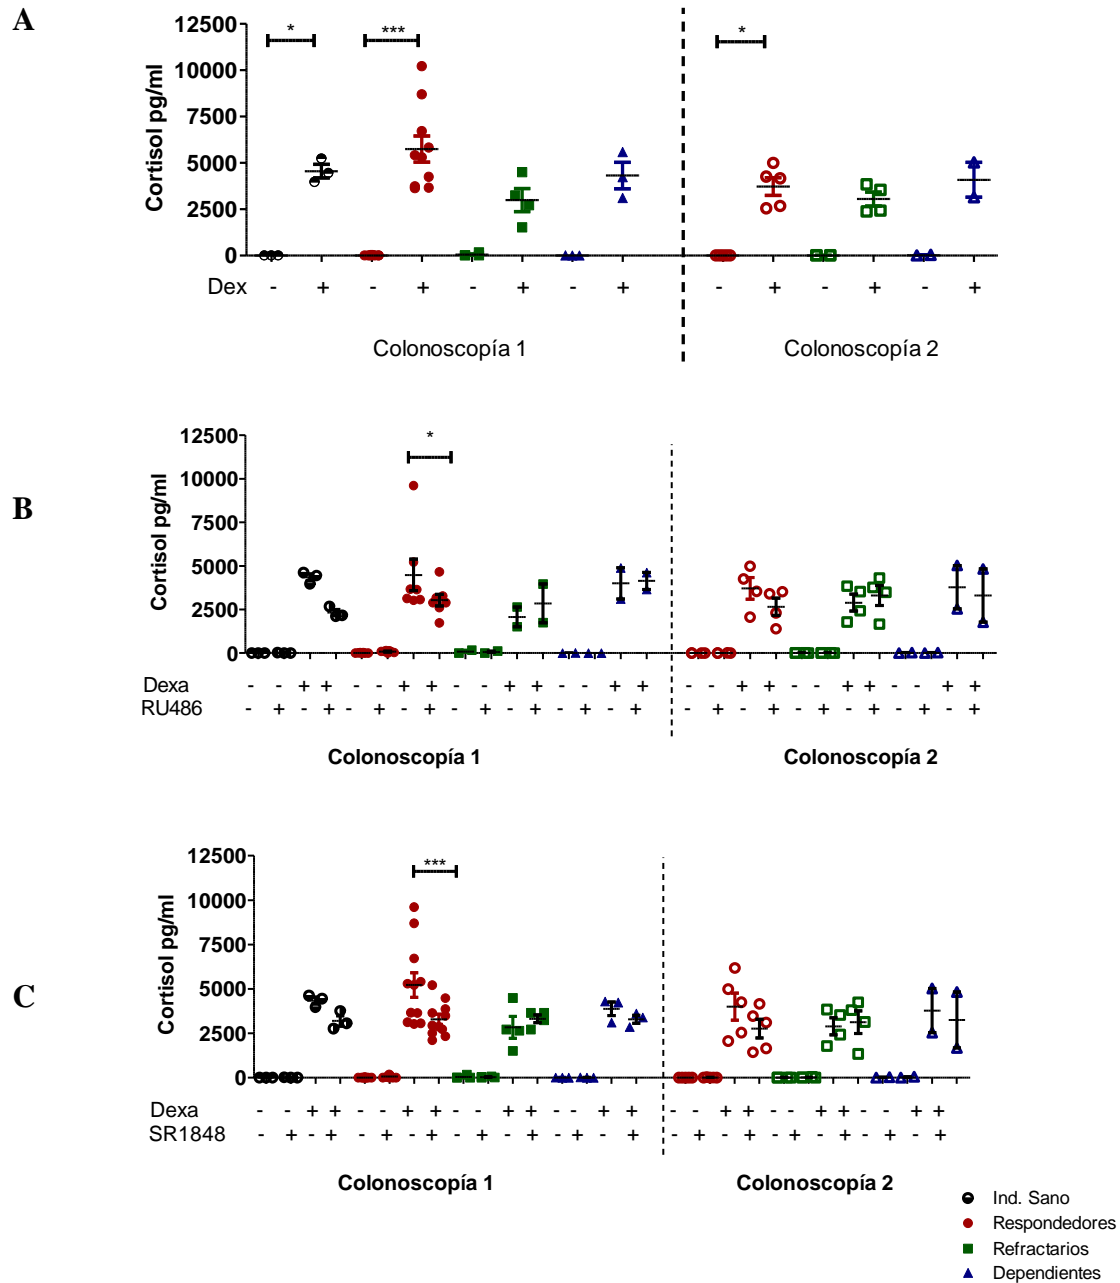 A
12500
10000
7500
5000
2500
0
Cortisol pg/ml
* *** *
Dex - + - + - + - + - + - + - +
Colonoscopía 1 Colonoscopía 2
B
12500
10000
7500
5000
2500
0
Cortisol pg/ml
*
Dexa - - + + - - + + - - + + - - + + - - + + - - + + - - + +
RU486 - + - + - + - + - + - + - + - + - + - + - + - + - + - +
Colonoscopía 1 Colonoscopía 2
C
12500
10000
7500
5000
2500
0
Cortisol pg/ml
***
Dexa - - + + - - + + - - + + - - + + - - + + - - + + - - + +
SR1848 - + - + - + - + - + - + - + - + - + - + - + - + - + - +
Colonoscopía 1 Colonoscopía 2
Ind. Sano
Respondedores
Refractarios
Dependientes